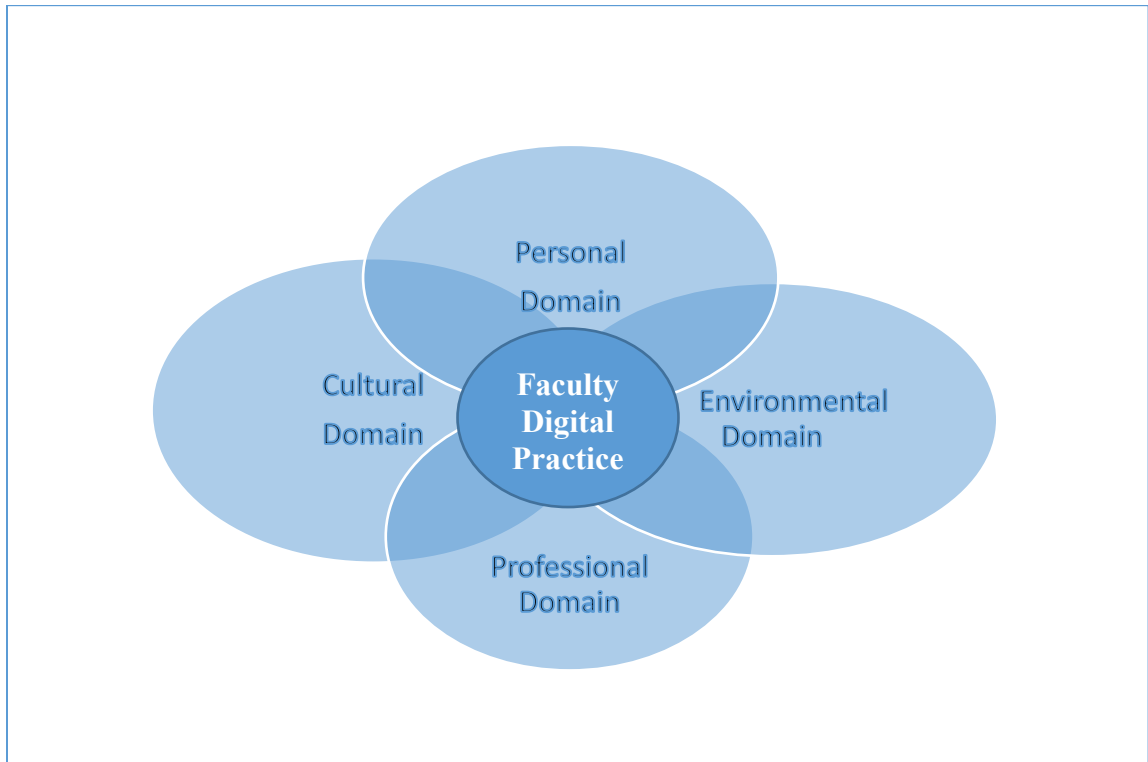 Personal
Domain
Cultural
Domain
Faculty
Digital
Practice
Environmental
Domain
Professional
Domain